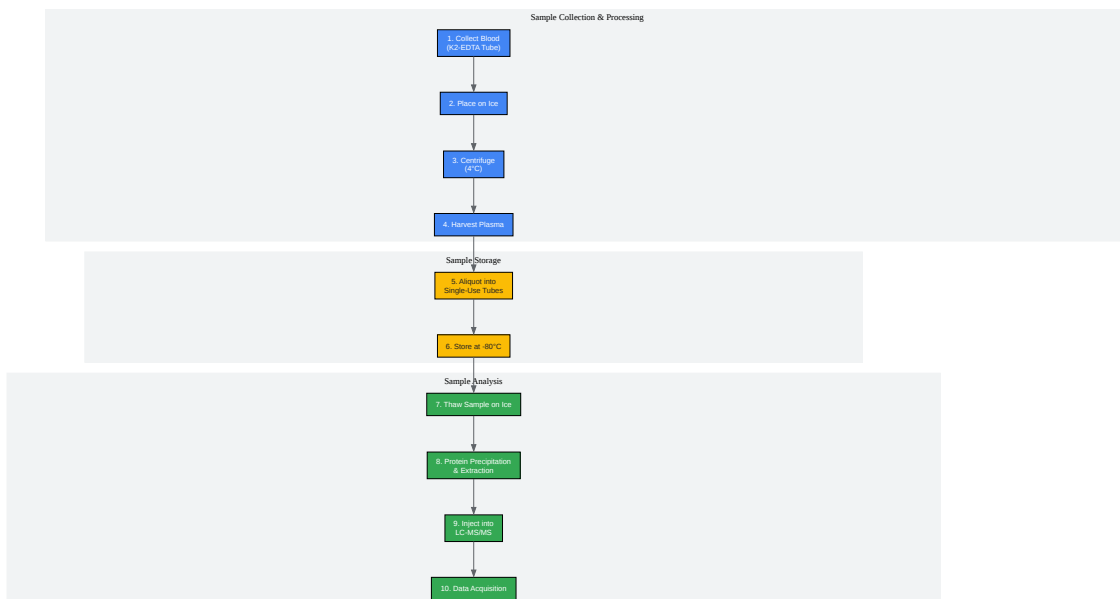 Sample Collection & Processing
1. Collect Blood
(K2-EDTA Tube)
2. Place on Ice
3. Centrifuge
(4°C)
4. Harvest Plasma
Sample Storage
5. Aliquot into
Single-Use Tubes
6. Store at -80°C
Sample Analysis
7. Thaw Sample on Ice
8. Protein Precipitation
& Extraction
9. Inject into
LC-MS/MS
10. Data Acquisition